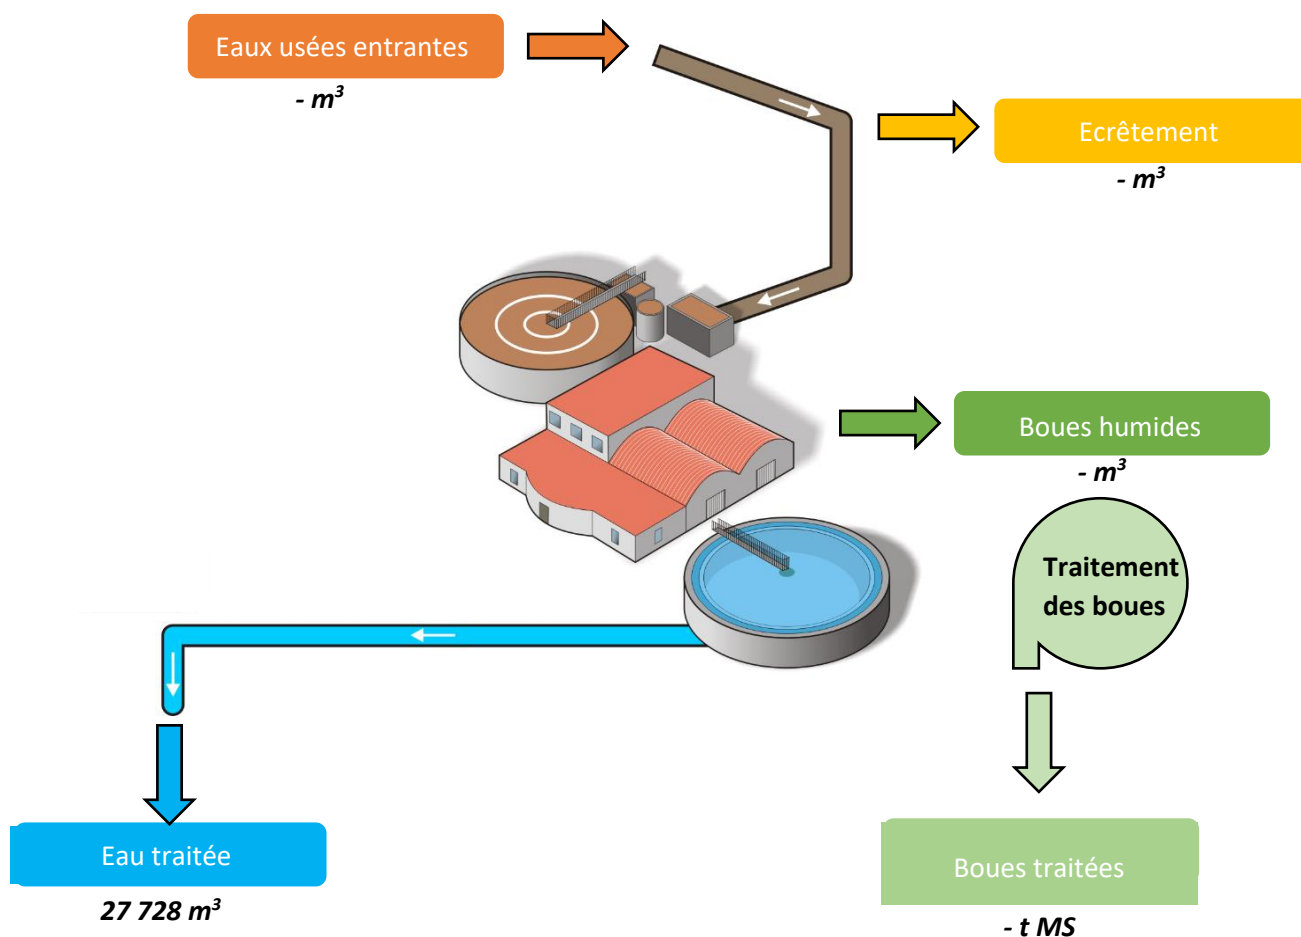 Eaux usées entrantes
- m³
Ecrêtement
- m³
Boues humides
- m³
Traitement
des boues
Eau traitée
27 728 m³
Boues traitées
- t MS